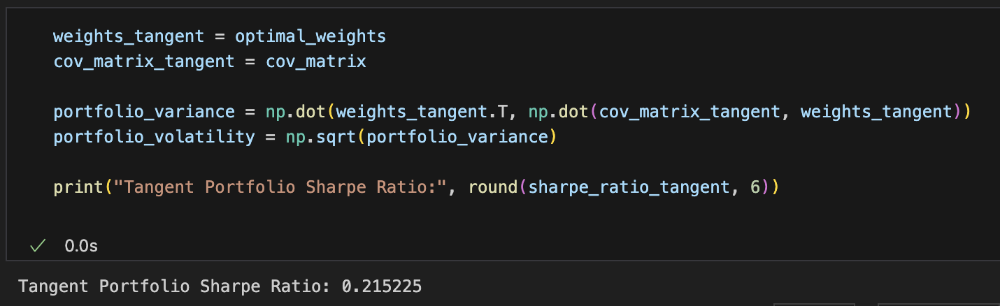 weights_tangent = optimal_weights
cov_matrix_tangent = cov_matrix
portfolio_variance = np.dot(weights_tangent.T, np.dot(cov_matrix_tangent, weights_tangent))
portfolio_volatility = np.sqrt(portfolio_variance)
print("Tangent Portfolio Sharpe Ratio:", round(sharpe_ratio_tangent, 6))
✓ 0.0s
Tangent Portfolio Sharpe Ratio: 0.215225